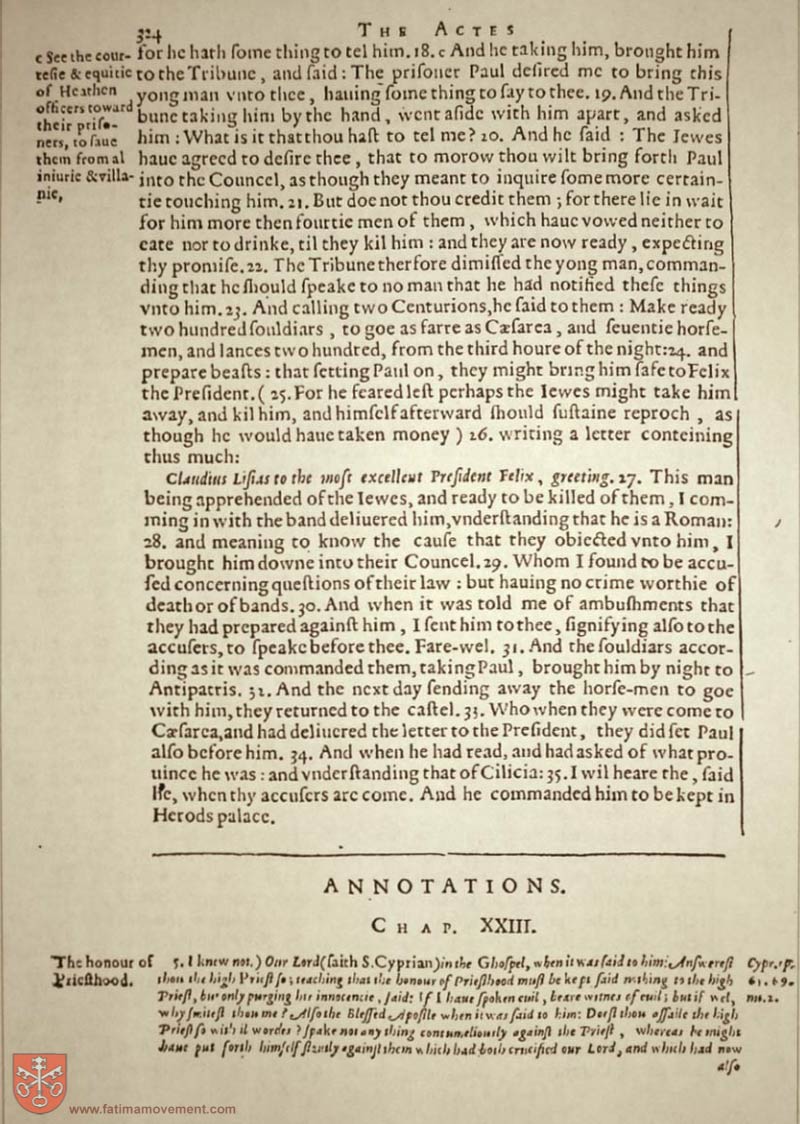 324
THE ACTES
c See the cour-
tesie & equitie
of Heathen
officers toward
their priso-
ners, to saue
them from al
iniurie & villa-
nie,
for he hath some thing to tel him. 18. c And he taking him, brought him
to the Tribune, and said: The prisoner Paul desired me to bring this
yong man vnto thee, hauing some thing to say to thee. 19. And the Tri-
bune taking him by the hand, went aside with him apart, and asked
him: What is it that thou hast to tel me? 20. And he said: The Iewes
haue agreed to desire thee, that to morow thou wilt bring forth Paul
into the Councel, as though they meant to inquire some more certain-
tie touching him. 21. But doe not thou credit them; for there lie in wait
for him more then fourtie men of them, which haue vowed neither to
eate nor to drinke, til they kil him: and they are now ready, expecting
thy promise. 22. The Tribune therfore dimissed the yong man, comman-
ding that he should speake to no man that he had notified these things
vnto him. 23. And calling two Centurions, he said to them: Make ready
two hundred souldiars, to goe as farre as Cæsarea, and seuentie horse-
men, and lances two hundred, from the third houre of the night: 24. and
prepare beasts: that setting Paul on, they might bring him safe to Felix
the President. ( 25. For he feared lest perhaps the Iewes might take him
away, and kil him, and himself afterward should sustaine reproch, as
though he would haue taken money ) 26. writing a letter conteining
thus much:
Claudius Lisias to the most excellent President Felix, greeting. 27. This man
being apprehended of the Iewes, and ready to be killed of them, I com-
ming in with the band deliuered him, vnderstanding that he is a Roman:
28. and meaning to know the cause that they obiected vnto him, I
brought him downe into their Councel. 29. Whom I found to be accu-
sed concerning questions of their law: but hauing no crime worthie of
death or of bands. 30. And when it was told me of ambushments that
they had prepared against him, I sent him to thee, signifying also to the
accusers, to speake before thee. Fare-wel. 31. And the souldiars accor-
ding as it was commanded them, taking Paul, brought him by night to
Antipatris. 32. And the next day sending away the horse-men to goe
with him, they returned to the castel. 33. Who when they were come to
Cæsarea, and had deliuered the letter to the President, they did set Paul
also before him. 34. And when he had read, and had asked of what pro-
uince he was: and vnderstanding that of Cilicia: 35. I wil heare the, said
he, when thy accusers are come. And he commanded him to be kept in
Herods palace.
ANNOTATIONS.
CHAP. XXIII.
The honour of
Priesthood.
5. I knew not.) Our Lord (saith S. Cyprian) in the Ghospel, when it was said to him: Answerest
thou the high Priest so; teaching that the honour of Priesthood must be kept said nothing to the high
Priest, but only purging his innocencie, said: If I haue spoken euil, beare witnes of euil; but if wel,
why smitest thou me? Also the Blessed Apostle when it was said to him: Doest thou assaile the high
Priest so with il wordes? spake not any thing contumeliously against the Priest, whereas he might
haue put forth himself stoutly against them which had both crucified our Lord, and which had now
also
Cypr. ep.
61. 69.
nu. 2.
www.fatimamovement.com